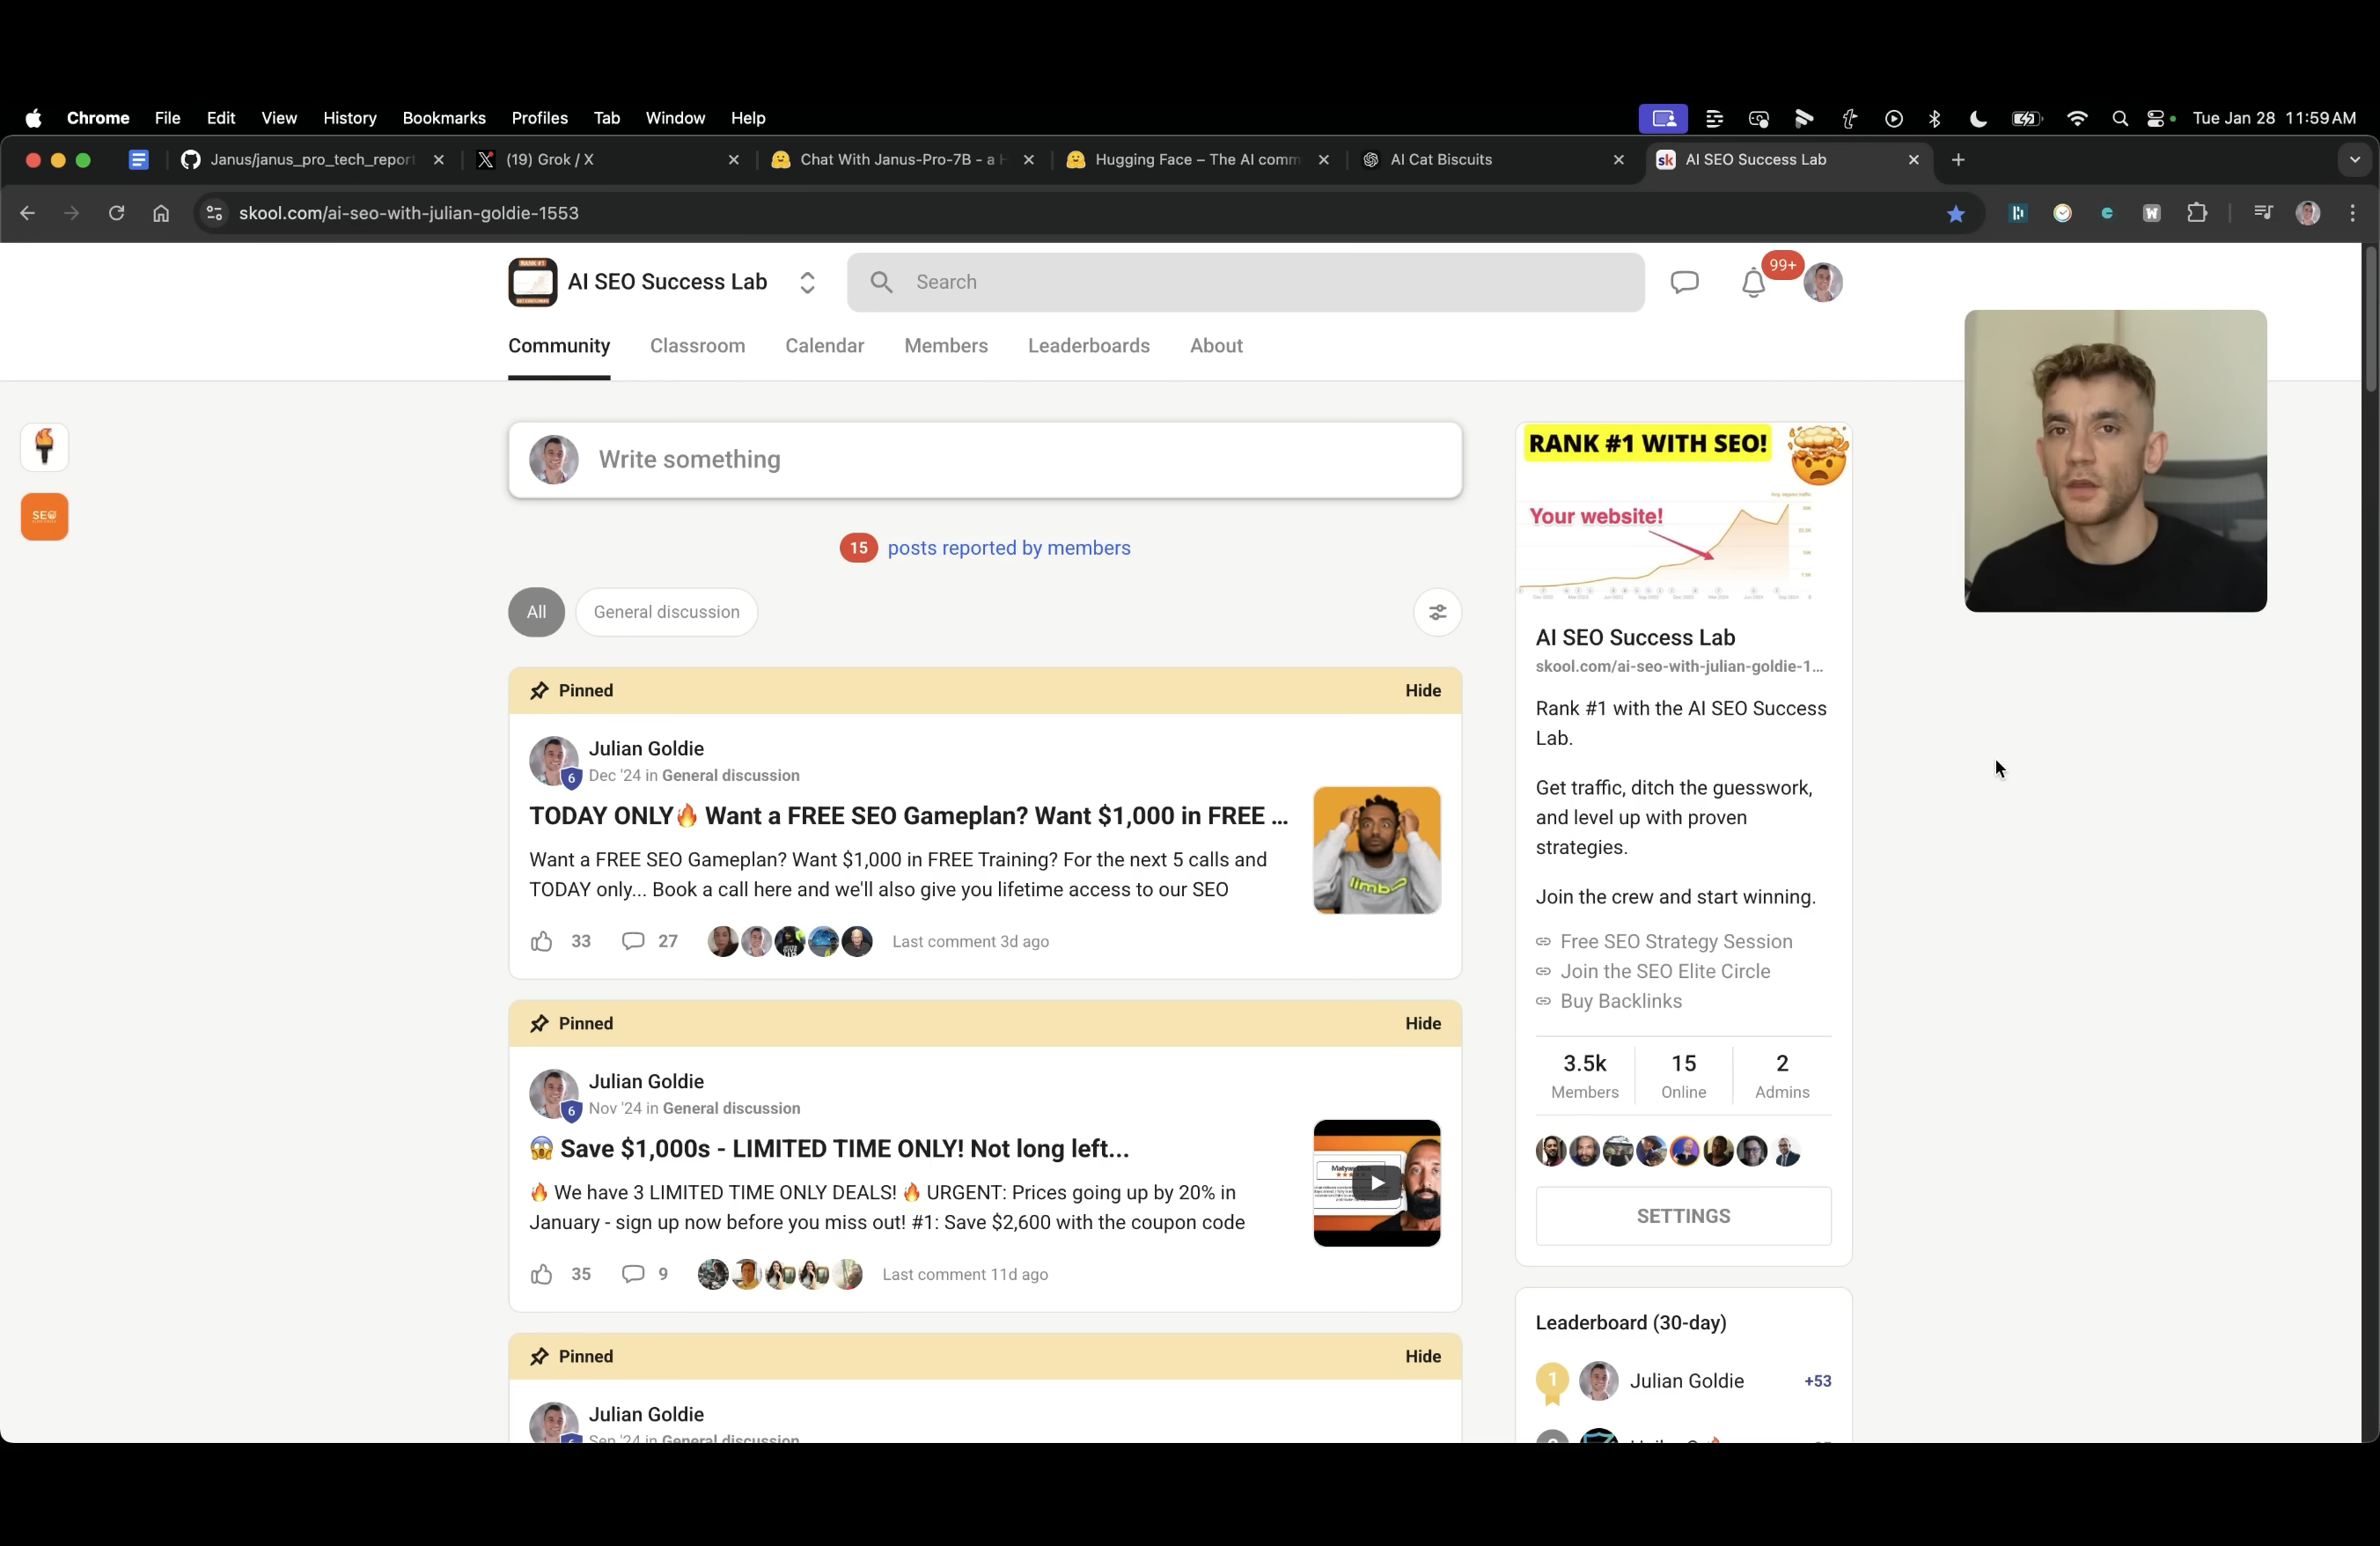 Chrome File Edit View History Bookmarks Profiles Tab Window Help Tue Jan 28 11:59 AM
Janus/janus_pro_tech_report (19) Grok / X Chat With Janus-Pro-7B - a H Hugging Face – The AI comm AI Cat Biscuits sk AI SEO Success Lab
skool.com/ai-seo-with-julian-goldie-1553
AI SEO Success Lab Search 99+
Community Classroom Calendar Members Leaderboards About
Write something
15 posts reported by members
All General discussion
Pinned Hide
Julian Goldie
6 Dec '24 in General discussion
TODAY ONLY🔥 Want a FREE SEO Gameplan? Want $1,000 in FREE ...
Want a FREE SEO Gameplan? Want $1,000 in FREE Training? For the next 5 calls and
TODAY only... Book a call here and we'll also give you lifetime access to our SEO
33 27 Last comment 3d ago
Pinned Hide
Julian Goldie
6 Nov '24 in General discussion
😱 Save $1,000s - LIMITED TIME ONLY! Not long left...
🔥 We have 3 LIMITED TIME ONLY DEALS! 🔥 URGENT: Prices going up by 20% in
January - sign up now before you miss out! #1: Save $2,600 with the coupon code
35 9 Last comment 11d ago
Pinned Hide
Julian Goldie
Sep '24 in General discussion
RANK #1 WITH SEO!
Your website!
AI SEO Success Lab
skool.com/ai-seo-with-julian-goldie-1...
Rank #1 with the AI SEO Success
Lab.
Get traffic, ditch the guesswork,
and level up with proven
strategies.
Join the crew and start winning.
Free SEO Strategy Session
Join the SEO Elite Circle
Buy Backlinks
3.5k 15 2
Members Online Admins
SETTINGS
Leaderboard (30-day)
1 Julian Goldie +53